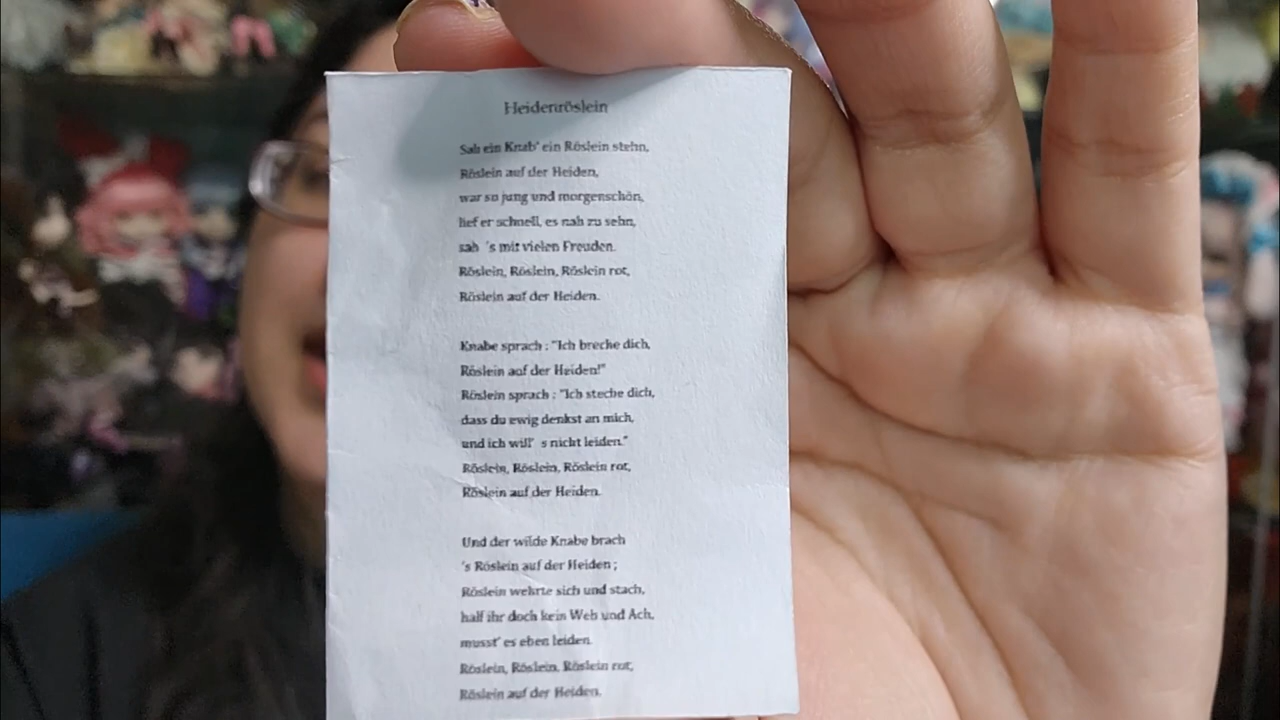 Heidenröslein
Sah ein Knab' ein Röslein stehn,
Röslein auf der Heiden,
war so jung und morgenschön,
lief er schnell, es nah zu sehn,
sah 's mit vielen Freuden.
Röslein, Röslein, Röslein rot,
Röslein auf der Heiden.
Knabe sprach : "Ich breche dich,
Röslein auf der Heiden!"
Röslein sprach : "Ich steche dich,
dass du ewig denkst an mich,
und ich will' s nicht leiden."
Röslein, Röslein, Röslein rot,
Röslein auf der Heiden.
Und der wilde Knabe brach
's Röslein auf der Heiden ;
Röslein wehrte sich und stach,
half ihr doch kein Weh und Ach,
musst' es eben leiden.
Röslein, Röslein, Röslein rot,
Röslein auf der Heiden.